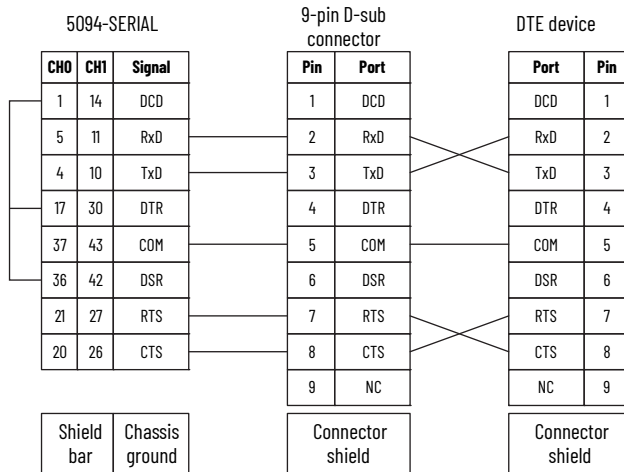 5094-SERIAL
9-pin D-sub
connector
DTE device
CH0 CH1 Signal
1 14 DCD
5 11 RxD
4 10 TxD
17 30 DTR
37 43 COM
36 42 DSR
21 27 RTS
20 26 CTS
Shield
bar
Chassis
ground
Pin Port
1 DCD
2 RxD
3 TxD
4 DTR
5 COM
6 DSR
7 RTS
8 CTS
9 NC
Connector
shield
Port Pin
DCD 1
RxD 2
TxD 3
DTR 4
COM 5
DSR 6
RTS 7
CTS 8
NC 9
Connector
shield